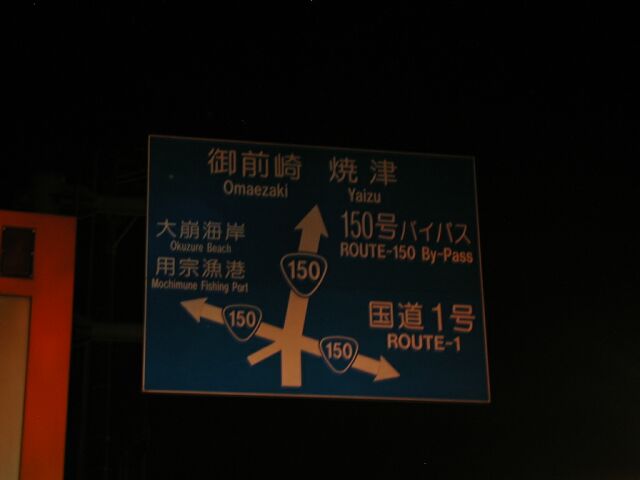 御前崎 焼津
Omaezaki Yaizu
大崩海岸
Okuzure Beach
用宗漁港
Mochimune Fishing Port
150号バイパス
ROUTE-150 By-Pass
150
150
150
国道1号
ROUTE-1